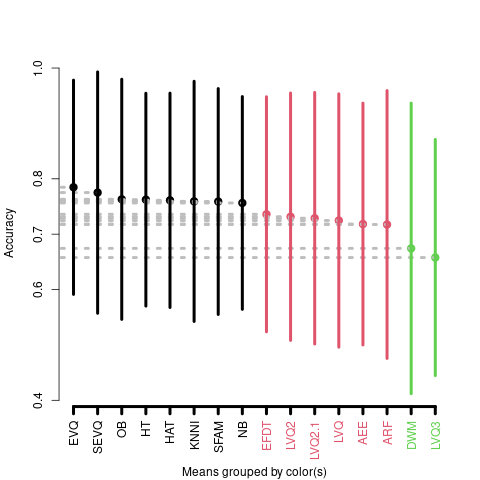 Accuracy
1.0
0.8
0.7
0.6
0.4
EVQ
SEVQ
OB
HT
HAT
KNNI
SFAM
NB
EFDT
LVQ2
LVQ2.1
LVQ
AEE
ARF
DWM
LVQ3
Means grouped by color(s)